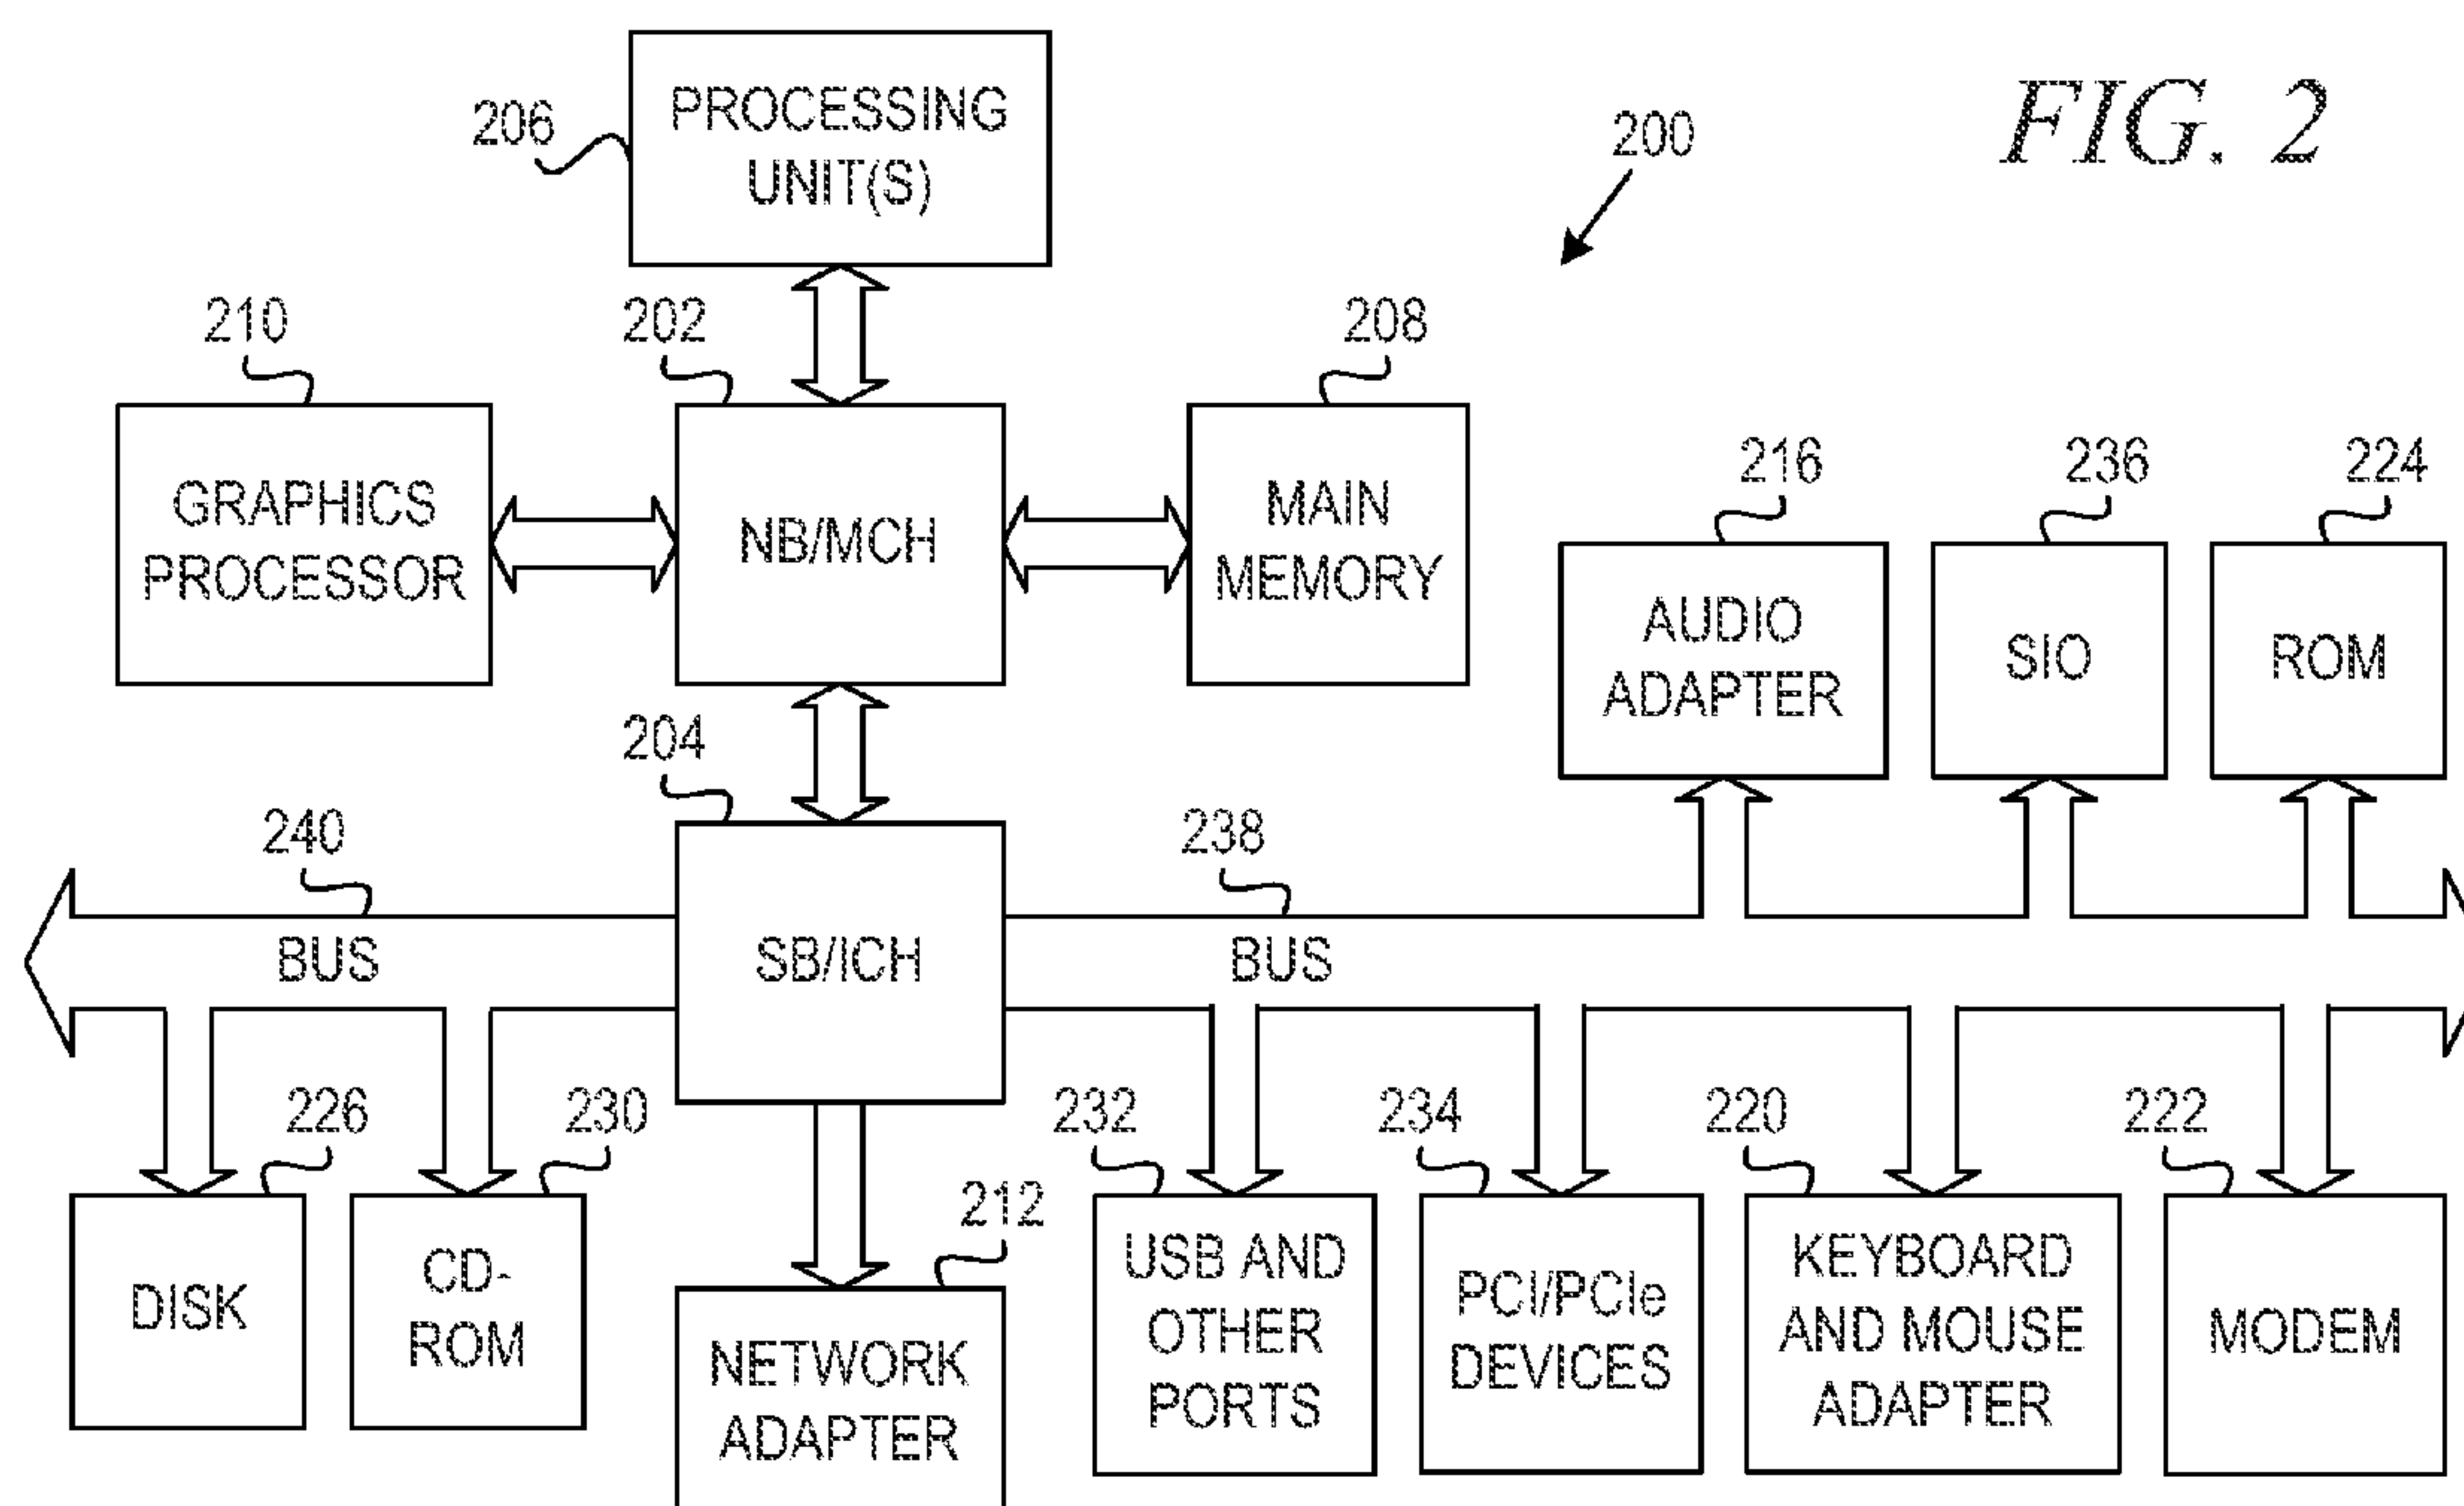 FIG. 2
200
206
PROCESSING
UNIT(S)
210
202
208
GRAPHICS
PROCESSOR
NB/MCH
MAIN
MEMORY
216
236
224
AUDIO
ADAPTER
SIO
ROM
204
240
238
BUS
SB/ICH
BUS
226
230
212
232
234
220
222
DISK
CD-
ROM
NETWORK
ADAPTER
USB AND
OTHER
PORTS
PCI/PCIe
DEVICES
KEYBOARD
AND MOUSE
ADAPTER
MODEM